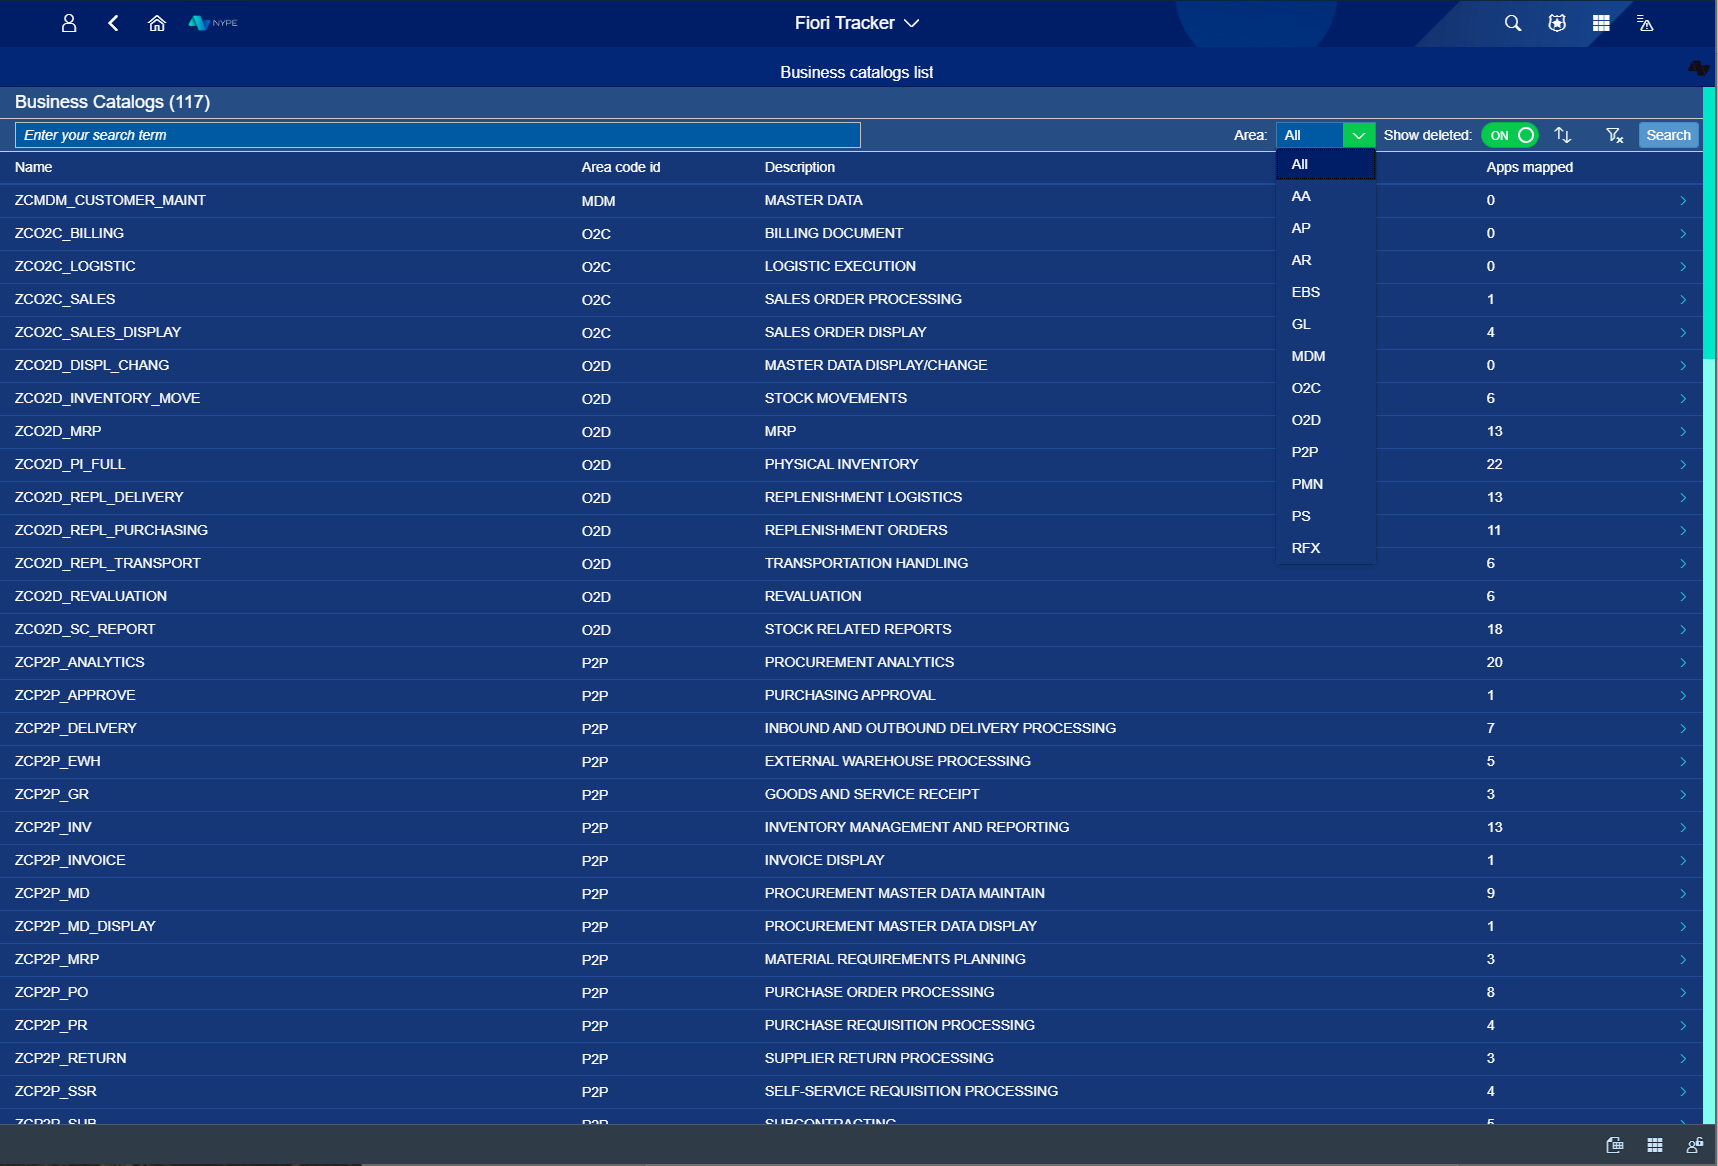 NYPE
Fiori Tracker
Business catalogs list
Business Catalogs (117)
Enter your search term
Area: All Show deleted: ON Search
Name Area code id Description Apps mapped
All
AA
AP
AR
EBS
GL
MDM
O2C
O2D
P2P
PMN
PS
RFX
ZCMDM_CUSTOMER_MAINT MDM MASTER DATA 0
ZCO2C_BILLING O2C BILLING DOCUMENT 0
ZCO2C_LOGISTIC O2C LOGISTIC EXECUTION 0
ZCO2C_SALES O2C SALES ORDER PROCESSING 1
ZCO2C_SALES_DISPLAY O2C SALES ORDER DISPLAY 4
ZCO2D_DISPL_CHANG O2D MASTER DATA DISPLAY/CHANGE 0
ZCO2D_INVENTORY_MOVE O2D STOCK MOVEMENTS 6
ZCO2D_MRP O2D MRP 13
ZCO2D_PI_FULL O2D PHYSICAL INVENTORY 22
ZCO2D_REPL_DELIVERY O2D REPLENISHMENT LOGISTICS 13
ZCO2D_REPL_PURCHASING O2D REPLENISHMENT ORDERS 11
ZCO2D_REPL_TRANSPORT O2D TRANSPORTATION HANDLING 6
ZCO2D_REVALUATION O2D REVALUATION 6
ZCO2D_SC_REPORT O2D STOCK RELATED REPORTS 18
ZCP2P_ANALYTICS P2P PROCUREMENT ANALYTICS 20
ZCP2P_APPROVE P2P PURCHASING APPROVAL 1
ZCP2P_DELIVERY P2P INBOUND AND OUTBOUND DELIVERY PROCESSING 7
ZCP2P_EWH P2P EXTERNAL WAREHOUSE PROCESSING 5
ZCP2P_GR P2P GOODS AND SERVICE RECEIPT 3
ZCP2P_INV P2P INVENTORY MANAGEMENT AND REPORTING 13
ZCP2P_INVOICE P2P INVOICE DISPLAY 1
ZCP2P_MD P2P PROCUREMENT MASTER DATA MAINTAIN 9
ZCP2P_MD_DISPLAY P2P PROCUREMENT MASTER DATA DISPLAY 1
ZCP2P_MRP P2P MATERIAL REQUIREMENTS PLANNING 3
ZCP2P_PO P2P PURCHASE ORDER PROCESSING 8
ZCP2P_PR P2P PURCHASE REQUISITION PROCESSING 4
ZCP2P_RETURN P2P SUPPLIER RETURN PROCESSING 3
ZCP2P_SSR P2P SELF-SERVICE REQUISITION PROCESSING 4
ZCP2P_SUB P2P SUBCONTRACTING 5